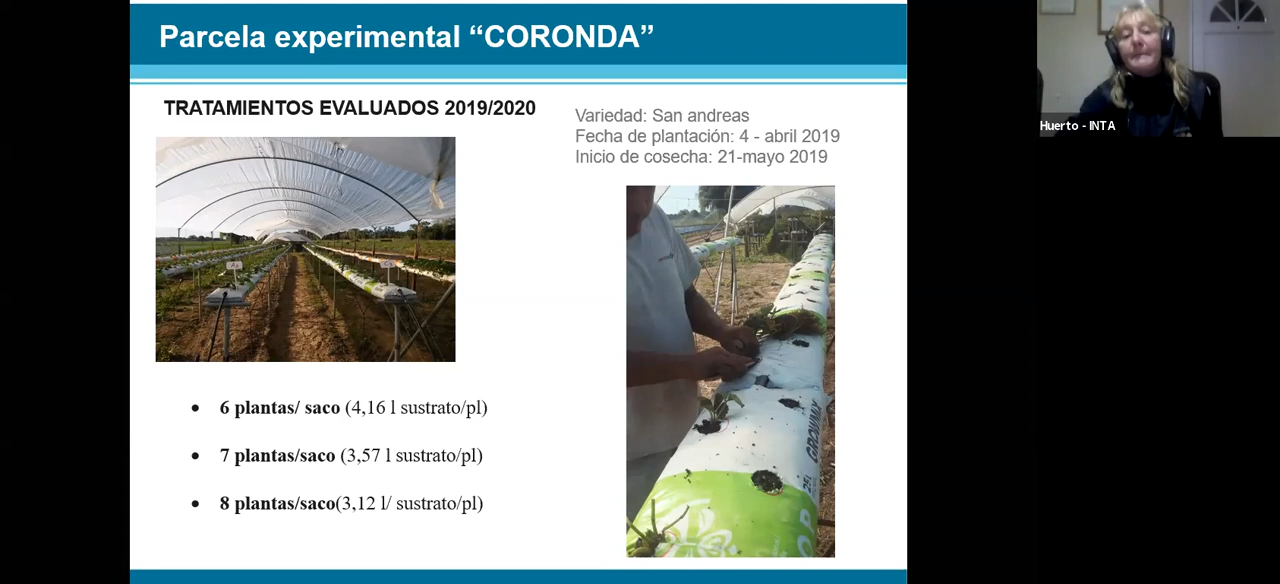 Parcela experimental “CORONDA”
TRATAMIENTOS EVALUADOS 2019/2020
Variedad: San andreas
Fecha de plantación: 4 - abril 2019
Inicio de cosecha: 21-mayo 2019
• 6 plantas/ saco (4,16 l sustrato/pl)
• 7 plantas/saco (3,57 l sustrato/pl)
• 8 plantas/saco(3,12 l/ sustrato/pl)
GROWMIX
Huerto - INTA